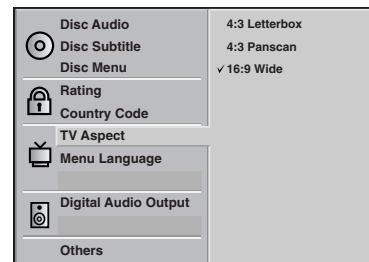 Disc Audio
Disc Subtitle
Disc Menu
Rating
Country Code
TV Aspect
Menu Language
Digital Audio Output
Others
4:3 Letterbox
4:3 Panscan
✓16:9 Wide